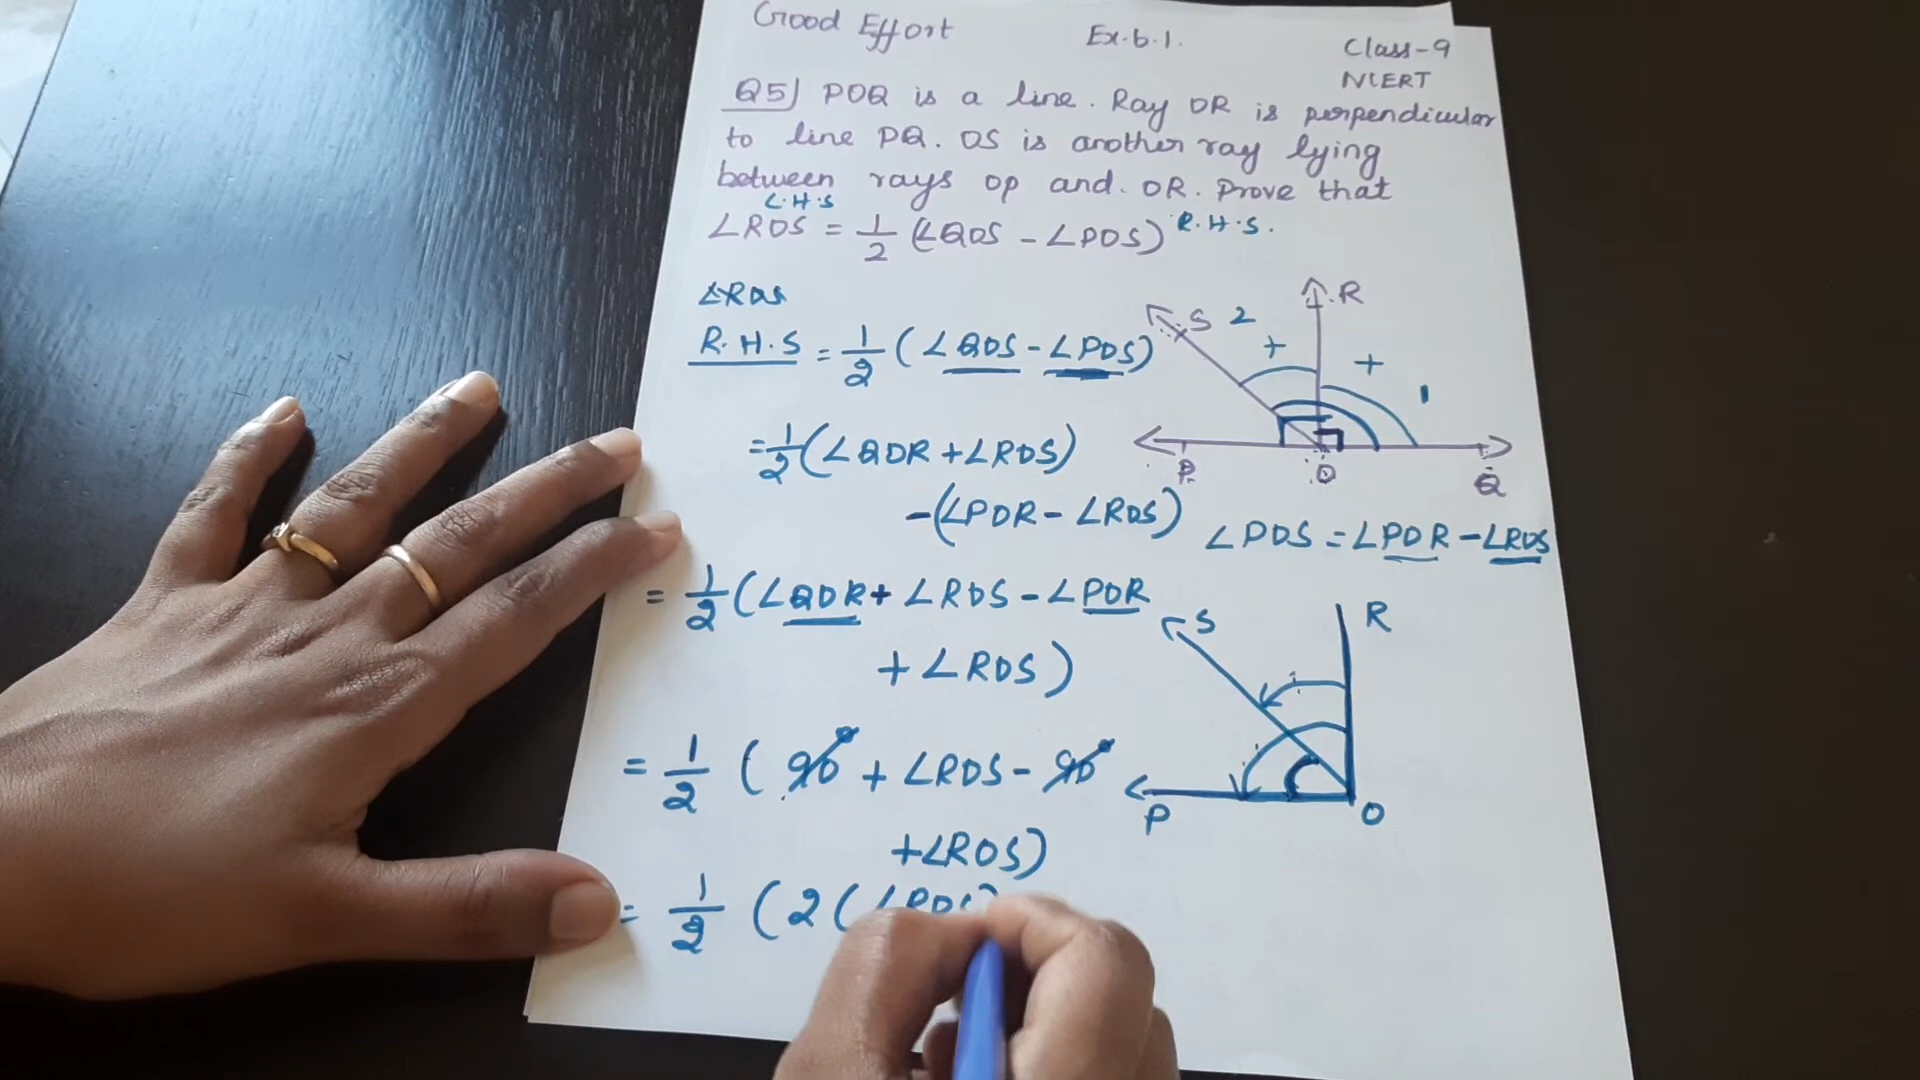 Good Effort Ex.6.1. Class-9
NCERT
Q5) POQ is a line. Ray OR is perpendicular
to line PQ. OS is another ray lying
between rays OP and. OR. Prove that
L.H.S
∠ROS = 1/2 (∠QOS - ∠POS) R.H.S.
R.H.S = 1/2 (∠QOS - ∠POS)
= 1/2 (∠QOR + ∠ROS)
- (∠POR - ∠ROS)
= 1/2 (∠QOR + ∠ROS - ∠POR
+ ∠ROS)
= 1/2 ( 90° + ∠ROS - 90°
+ ∠ROS)
= 1/2 ( 2 ( ∠ROS)
S 2 R
+ +
1
P O Q
∠POS = ∠POR - ∠ROS
S R
P O